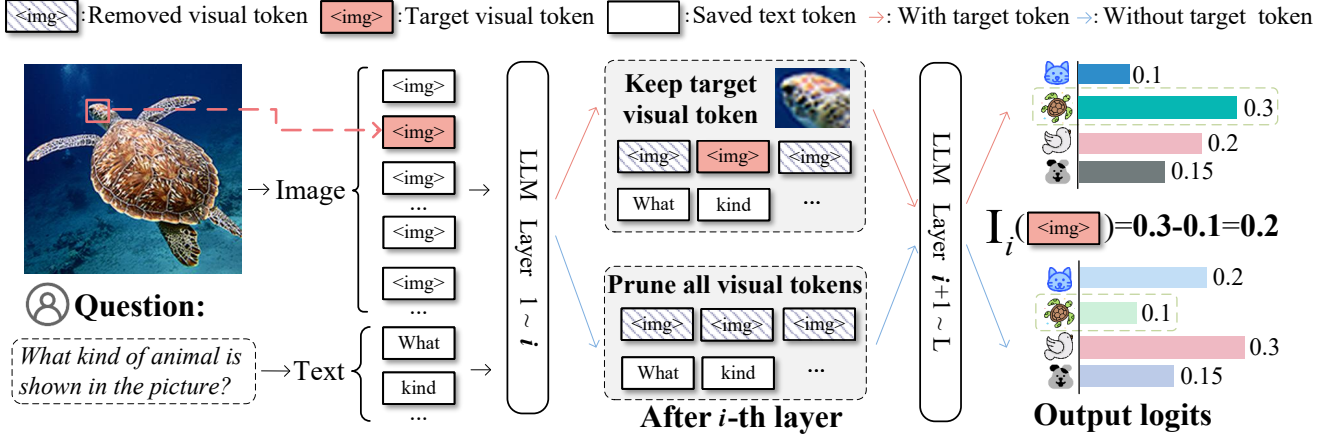 <img> :Removed visual token <img> :Target visual token :Saved text token →: With target token →: Without target token
<img>
<img>
<img>
...
<img>
<img>
...
Image
Question:
What kind of animal is
shown in the picture?
Text
What
kind
...
LLM Layer 1 ~ i
Keep target
visual token
<img> <img> <img>
What kind ...
Prune all visual tokens
<img> <img> <img>
What kind ...
After i-th layer
LLM Layer i+1 ~ L
0.1
0.3
0.2
0.15
I_i(<img>)=0.3-0.1=0.2
0.2
0.1
0.3
0.15
Output logits